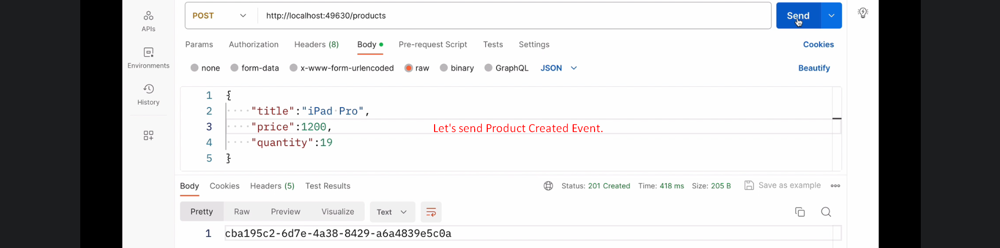 POST http://localhost:49630/products Send
APIs
Params Authorization Headers (8) Body Pre-request Script Tests Settings Cookies
Environments
none form-data x-www-form-urlencoded raw binary GraphQL JSON Beautify
History
1 {
2 "title":"iPad Pro",
3 "price":1200, Let's send Product Created Event.
4 "quantity":19
5 }
Body Cookies Headers (5) Test Results Status: 201 Created Time: 418 ms Size: 205 B Save as example
Pretty Raw Preview Visualize Text
1 cba195c2-6d7e-4a38-8429-a6a4839e5c0a